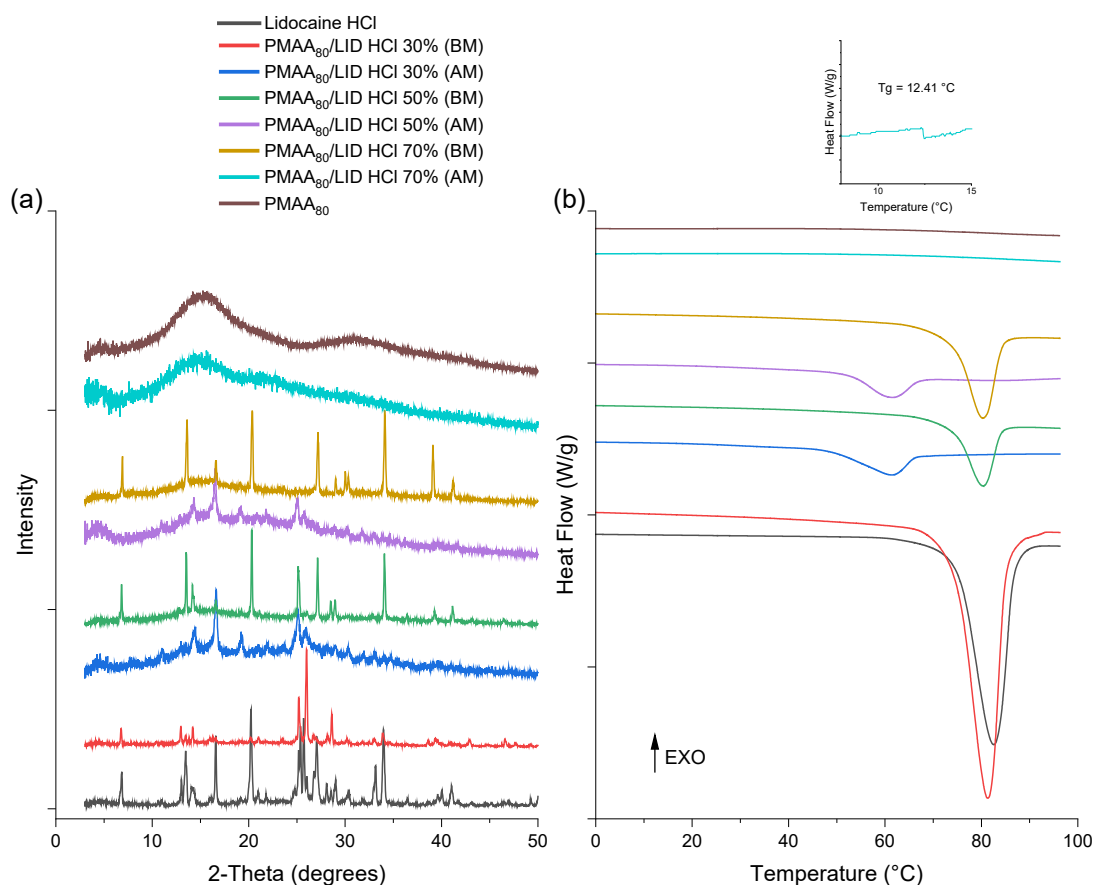 Lidocaine HCl
PMAA₈₀/LID HCl 30% (BM)
PMAA₈₀/LID HCl 30% (AM)
PMAA₈₀/LID HCl 50% (BM)
PMAA₈₀/LID HCl 50% (AM)
PMAA₈₀/LID HCl 70% (BM)
PMAA₈₀/LID HCl 70% (AM)
PMAA₈₀
(a)
Intensity
0 10 20 30 40 50
2-Theta (degrees)
(b)
Heat Flow (W/g)
Tg = 12.41 °C
10 15
Temperature (°C)
Heat Flow (W/g)
EXO
0 20 40 60 80 100
Temperature (°C)